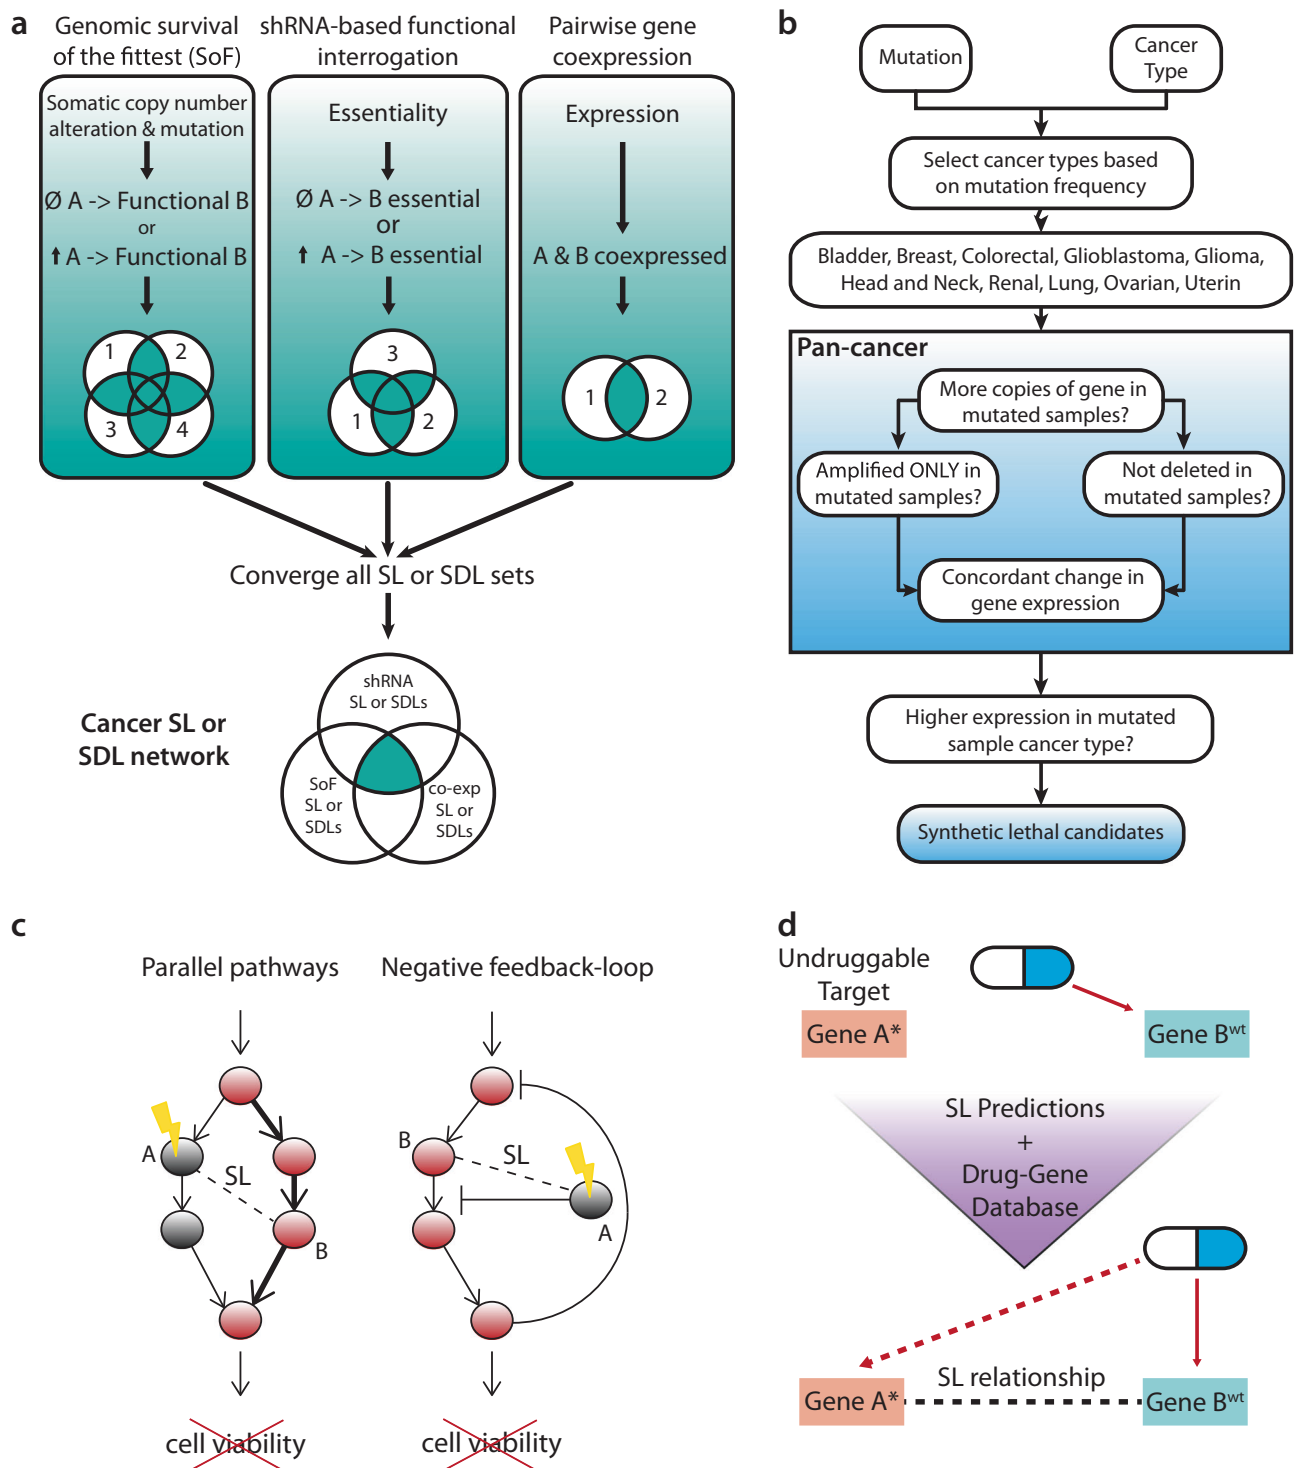 a
Genomic survival
of the fittest (SoF)
shRNA-based functional
interrogation
Pairwise gene
coexpression
Somatic copy number
alteration & mutation
Ø A -> Functional B
or
⬆ A -> Functional B
1
2
3
4
Essentiality
Ø A -> B essential
or
⬆ A -> B essential
3
1
2
Expression
A & B coexpressed
1
2
Converge all SL or SDL sets
Cancer SL or
SDL network
shRNA
SL or SDLs
SoF
SL or
SDLs
co-exp
SL or
SDLs
b
Mutation
Cancer
Type
Select cancer types based
on mutation frequency
Bladder, Breast, Colorectal, Glioblastoma, Glioma,
Head and Neck, Renal, Lung, Ovarian, Uterin
Pan-cancer
More copies of gene in
mutated samples?
Amplified ONLY in
mutated samples?
Not deleted in
mutated samples?
Concordant change in
gene expression
Higher expression in mutated
sample cancer type?
Synthetic lethal candidates
c
Parallel pathways
A
SL
B
cell viability
Negative feedback-loop
B
SL
A
cell viability
d
Undruggable
Target
Gene A*
Gene Bwt
SL Predictions
+
Drug-Gene
Database
Gene A*
SL relationship
Gene Bwt